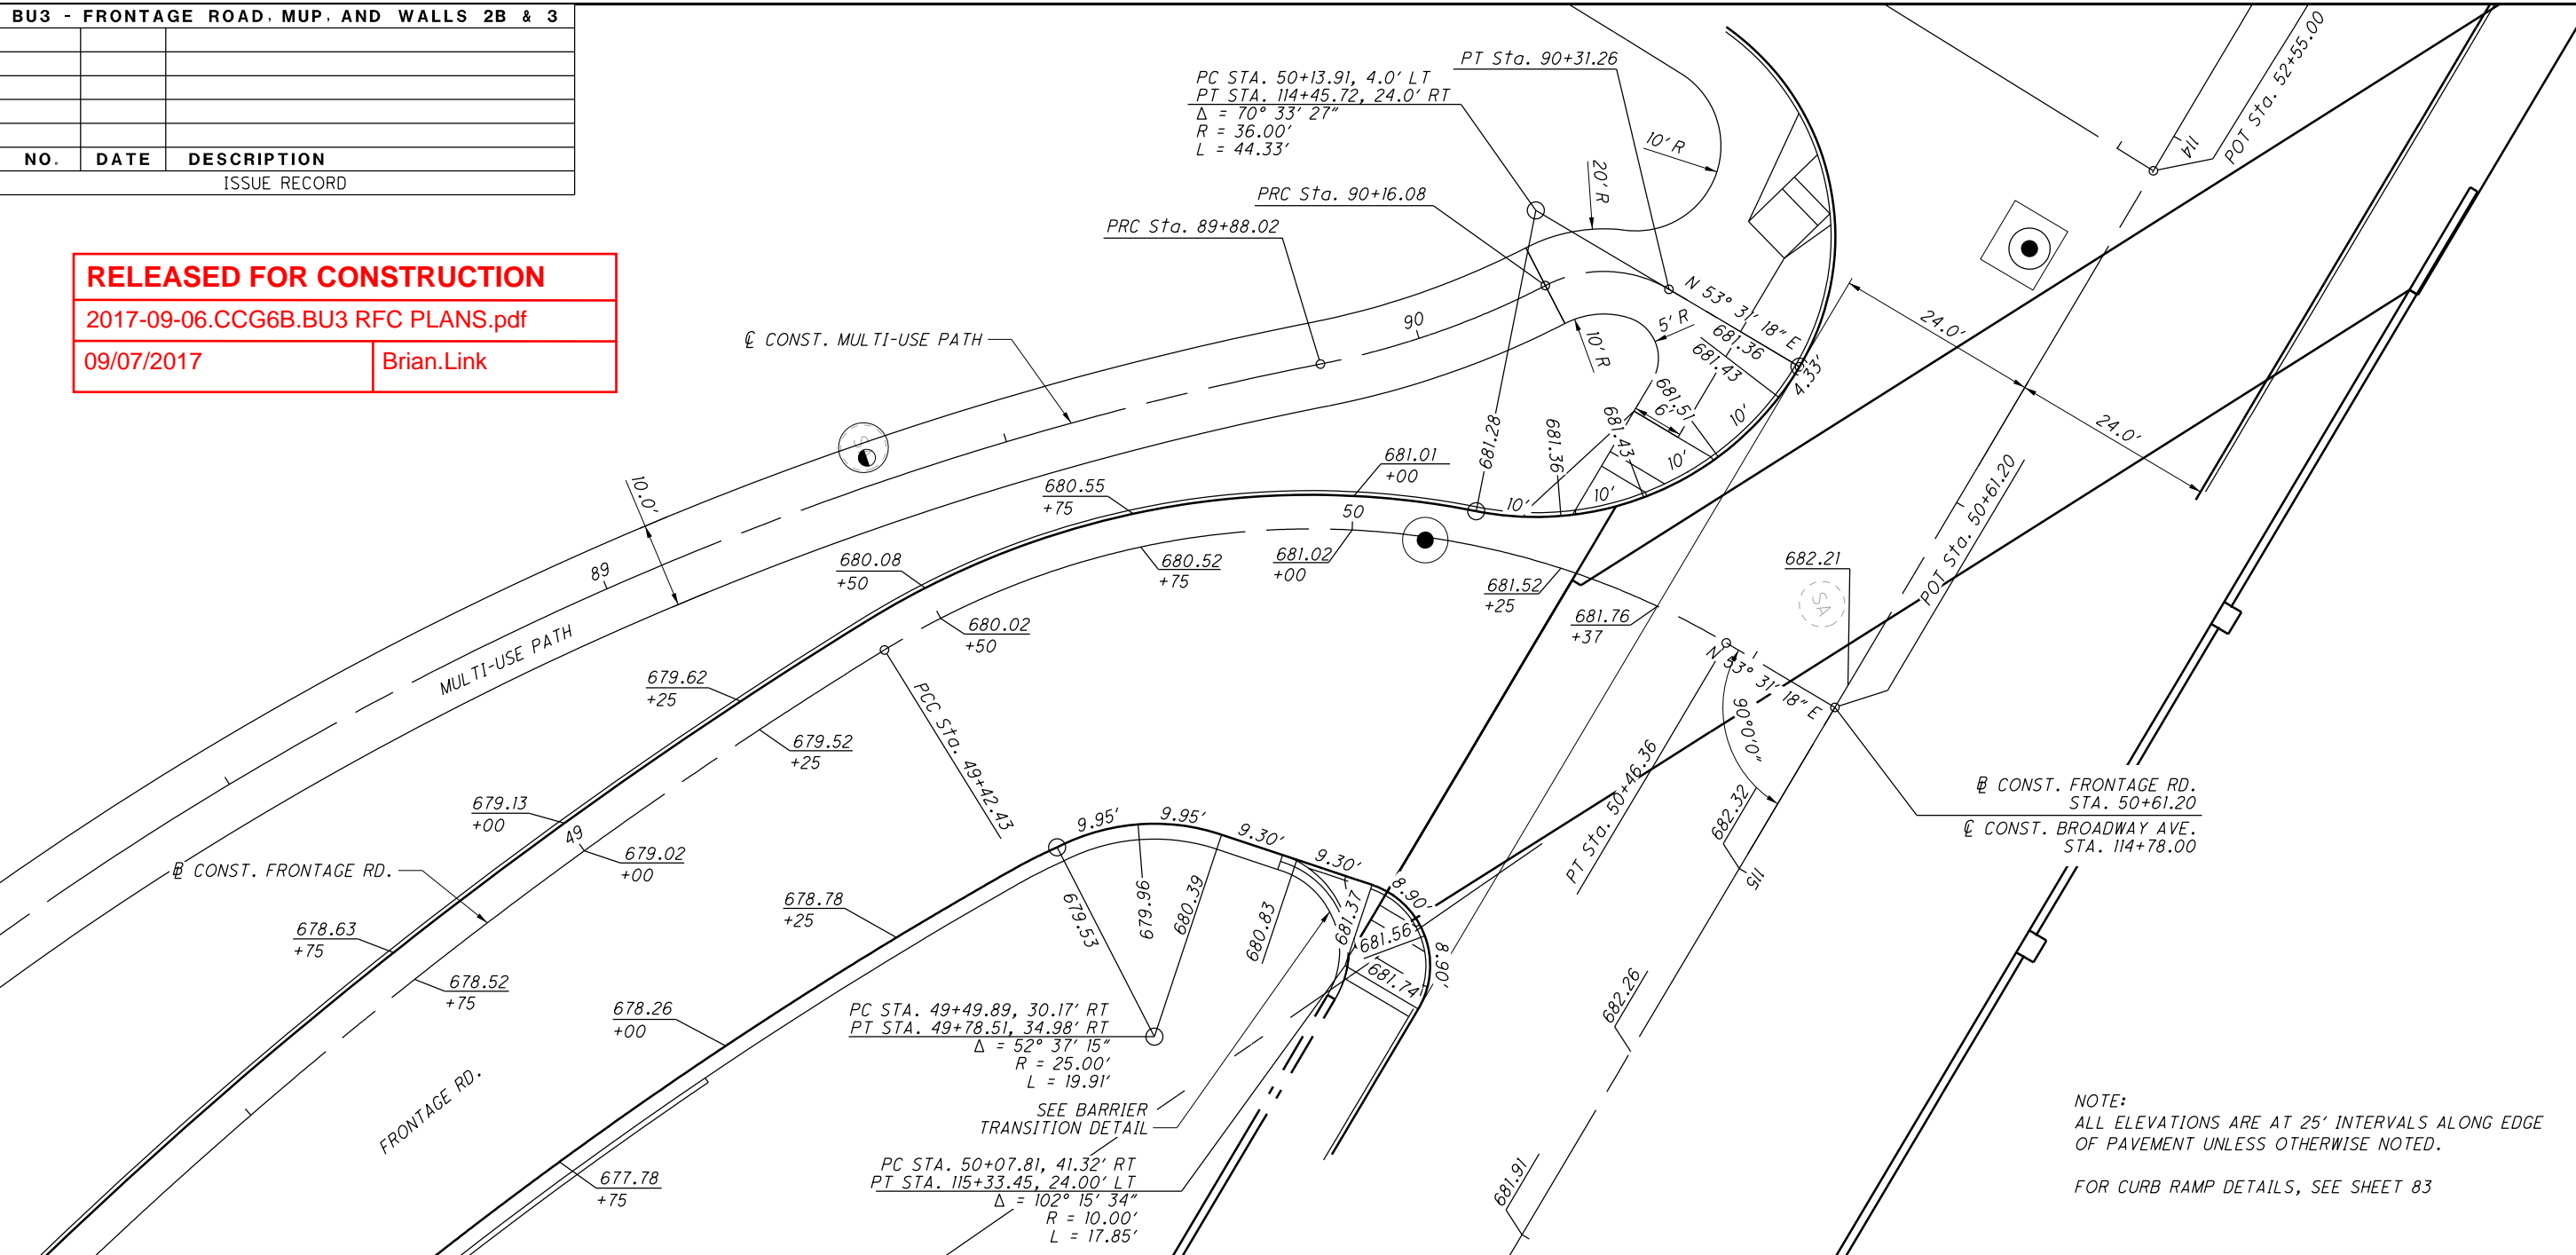 BU3 - FRONTAGE ROAD, MUP, AND WALLS 2B & 3
NO. DATE DESCRIPTION
ISSUE RECORD
RELEASED FOR CONSTRUCTION
2017-09-06.CCG6B.BU3 RFC PLANS.pdf
09/07/2017 Brian.Link
PC STA. 50+13.91, 4.0' LT
PT STA. 114+45.72, 24.0' RT
Δ = 70° 33' 27"
R = 36.00'
L = 44.33'
PT Sta. 90+31.26
PRC Sta. 90+16.08
PRC Sta. 89+88.02
℄ CONST. MULTI-USE PATH
10' R
20' R
10' R
5' R
90
N 53° 31' 18" E
681.36
681.43
4.33'
681.51
6'
10'
681.43
10'
681.36
10'
10'
681.28
24.0'
24.0'
114
POT Sta. 52+55.00
POT Sta. 50+61.20
10.0'
89
MULTI-USE PATH
681.01
+00
680.55
+75
680.08
+50
679.62
+25
679.13
+00
678.63
+75
50
681.02
+00
680.52
+75
680.02
+50
679.52
+25
49
679.02
+00
678.52
+75
681.52
+25
681.76
+37
682.21
SA
N 53° 31' 18" E
90°0'0"
PT Sta. 50+46.36
PCC Sta. 49+42.43
682.32
115
682.26
681.91
B CONST. FRONTAGE RD.
STA. 50+61.20
℄ CONST. BROADWAY AVE.
STA. 114+78.00
B CONST. FRONTAGE RD.
FRONTAGE RD.
9.95'
9.95'
9.30'
9.30'
8.90'
8.90'
679.53
679.96
680.39
680.83
681.37
681.56
681.74
678.78
+25
678.26
+00
677.78
+75
PC STA. 49+49.89, 30.17' RT
PT STA. 49+78.51, 34.98' RT
Δ = 52° 37' 15"
R = 25.00'
L = 19.91'
SEE BARRIER
TRANSITION DETAIL
PC STA. 50+07.81, 41.32' RT
PT STA. 115+33.45, 24.00' LT
Δ = 102° 15' 34"
R = 10.00'
L = 17.85'
NOTE:
ALL ELEVATIONS ARE AT 25' INTERVALS ALONG EDGE
OF PAVEMENT UNLESS OTHERWISE NOTED.
FOR CURB RAMP DETAILS, SEE SHEET 83